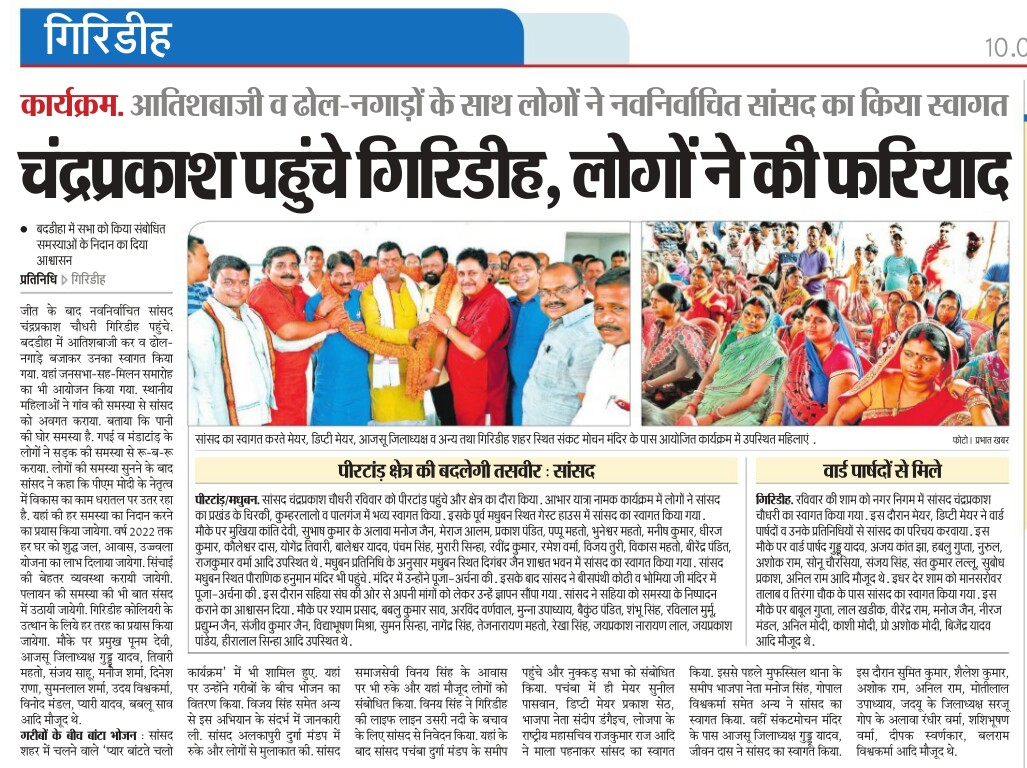 गिरिडीह
10.0
कार्यक्रम. आतिशबाजी व ढोल-नगाड़ों के साथ लोगों ने नवनिर्वाचित सांसद का किया स्वागत
चंद्रप्रकाश पहुंचे गिरिडीह, लोगों ने की फरियाद
● बदडीहा में सभा को किया संबोधित
समस्याओं के निदान का दिया
आश्वासन
प्रतिनिधि ▷ गिरिडीह
जीत के बाद नवनिर्वाचित सांसद
चंद्रप्रकाश चौधरी गिरिडीह पहुंचे.
बदडीहा में आतिशबाजी कर व ढोल-
नगाड़े बजाकर उनका स्वागत किया
गया. यहां जनसभा-सह-मिलन समारोह
का भी आयोजन किया गया. स्थानीय
महिलाओं ने गांव की समस्या से सांसद
को अवगत कराया. बताया कि पानी
की घोर समस्या है. गपई व मंडाटांड़ के
लोगों ने सड़क की समस्या से रू-ब-रू
कराया. लोगों की समस्या सुनने के बाद
सांसद ने कहा कि पीएम मोदी के नेतृत्व
में विकास का काम धरातल पर उतर रहा
है. यहां की हर समस्या का निदान करने
का प्रयास किया जायेगा. वर्ष 2022 तक
हर घर को शुद्ध जल, आवास, उज्ज्वला
योजना का लाभ दिलाया जायेगा. सिंचाई
की बेहतर व्यवस्था करायी जायेगी.
पलायन की समस्या की भी बात संसद
में उठायी जायेगी. गिरिडीह कोलियरी के
उत्थान के लिये हर तरह का प्रयास किया
जायेगा. मौके पर प्रमुख पूनम देवी,
आजसू जिलाध्यक्ष गुड्डू यादव, तिवारी
महतो, संजय साहू, मनोज शर्मा, दिनेश
राणा, सुमनलाल शर्मा, उदय विश्वकर्मा,
विनोद मंडल, प्यारी यादव, बबलू साव
आदि मौजूद थे.
गरीबों के बीच बांटा भोजन : सांसद
शहर में चलने वाले 'प्यार बांटते चलो
सांसद का स्वागत करते मेयर, डिप्टी मेयर, आजसू जिलाध्यक्ष व अन्य तथा गिरिडीह शहर स्थित संकट मोचन मंदिर के पास आयोजित कार्यक्रम में उपस्थित महिलाएं .
फोटो। प्रभात खबर
पीरटांड़ क्षेत्र की बदलेगी तसवीर : सांसद
पीरटांड़/मधुबन. सांसद चंद्रप्रकाश चौधरी रविवार को पीरटांड़ पहुंचे और क्षेत्र का दौरा किया. आभार यात्रा नामक कार्यक्रम में लोगों ने सांसद
का प्रखंड के चिरकी, कुम्हरलालो व पालगंज में भव्य स्वागत किया. इसके पूर्व मधुबन स्थित गेस्ट हाउस में सांसद का स्वागत किया गया.
मौके पर मुखिया कांति देवी, सुभाष कुमार के अलावा मनोज जैन, मेराज आलम, प्रकाश पंडित, पप्पू महतो, भुनेश्वर महतो, मनीष कुमार, धीरज
कुमार, कौलेश्वर दास, योगेंद्र तिवारी, बालेश्वर यादव, पंचम सिंह, मुरारी सिन्हा, रवींद्र कुमार, रमेश वर्मा, विजय तुरी, विकास महतो, बीरेंद्र पंडित,
राजकुमार वर्मा आदि उपस्थित थे. मधुबन प्रतिनिधि के अनुसार मधुबन स्थित दिगंबर जैन शाश्वत भवन में सांसद का स्वागत किया गया. सांसद
मधुबन स्थित पौराणिक हनुमान मंदिर भी पहुंचे. मंदिर में उन्होंने पूजा-अर्चना की. इसके बाद सांसद ने बीसपंथी कोठी व भोमिया जी मंदिर में
पूजा-अर्चना की. इस दौरान सहिया संघ की ओर से अपनी मांगों को लेकर उन्हें ज्ञापन सौंपा गया. सांसद ने सहिया को समस्या के निष्पादन
कराने का आश्वासन दिया. मौके पर श्याम प्रसाद, बबलु कुमार साव, अरविंद वर्णवाल, मुन्ना उपाध्याय, बैकुंठ पंडित, शंभू सिंह, रविलाल मुर्मू,
प्रद्युम्न जैन, संजीव कुमार जैन, विद्याभूषण मिश्रा, सुमन सिन्हा, नागेंद्र सिंह, तेजनारायण महतो, रेखा सिंह, जयप्रकाश नारायण लाल, जयप्रकाश
पाडेय, हीरालाल सिन्हा आदि उपस्थित थे.
वार्ड पार्षदों से मिले
गिरिडीह. रविवार की शाम को नगर निगम में सांसद चंद्रप्रकाश
चौधरी का स्वागत किया गया. इस दौरान मेयर, डिप्टी मेयर ने वार्ड
पार्षदों व उनके प्रतिनिधियों से सांसद का परिचय करवाया. इस
मौके पर वार्ड पार्षद गुड्डू यादव, अजय कांत झा, हबलु गुप्ता, नुरुल,
अशोक राम, सोनू चौरसिया, संजय सिंह, संत कुमार लल्लू, सुबोध
प्रकाश, अनिल राम आदि मौजूद थे. इधर देर शाम को मानसरोवर
तालाब व तिरंगा चौक के पास सांसद का स्वागत किया गया. इस
मौके पर बाबूल गुप्ता, लाल खडीक, वीरेंद्र राम, मनोज जैन, नीरज
मंडल, अनिल मोदी, काशी मोदी, प्रो अशोक मोदी, बिजेंद्र यादव
आदि मौजूद थे.
कार्यक्रम' में भी शामिल हुए. यहां
पर उन्होंने गरीबों के बीच भोजन का
वितरण किया. विजय सिंह समेत अन्य
से इस अभियान के संदर्भ में जानकारी
ली. सांसद अलकापुरी दुर्गा मंडप में
रुके और लोगों से मुलाकात की. सांसद
समाजसेवी विनय सिंह के आवास
पर भी रुके और यहां मौजूद लोगों को
संबोधित किया. विनय सिंह ने गिरिडीह
की लाइफ लाइन उसरी नदी के बचाव
के लिए सांसद से निवेदन किया. यहां के
बाद सांसद पचंबा दुर्गा मंडप के समीप
पहुंचे और नुक्कड़ सभा को संबोधित
किया. पचंबा में ही मेयर सुनील
पासवान, डिप्टी मेयर प्रकाश सेठ,
भाजपा नेता संदीप डंगैइच, लोजपा के
राष्ट्रीय महासचिव राजकुमार राज आदि
ने माला पहनाकर सांसद का स्वागत
किया. इससे पहले मुफस्सिल थाना के
समीप भाजपा नेता मनोज सिंह, गोपाल
विश्वकर्मा समेत अन्य ने सांसद का
स्वागत किया. वहीं संकटमोचन मंदिर
के पास आजसू जिलाध्यक्ष गुड्डू यादव,
जीवन दास ने सांसद का स्वागत किया.
इस दौरान सुमित कुमार, शैलेश कुमार,
अशोक राम, अनिल राम, मोतीलाल
उपाध्याय, जदयू के जिलाध्यक्ष सरजू
गोप के अलावा रंधीर वर्मा, शशिभूषण
वर्मा, दीपक स्वर्णकार, बलराम
विश्वकर्मा आदि मौजूद थे.